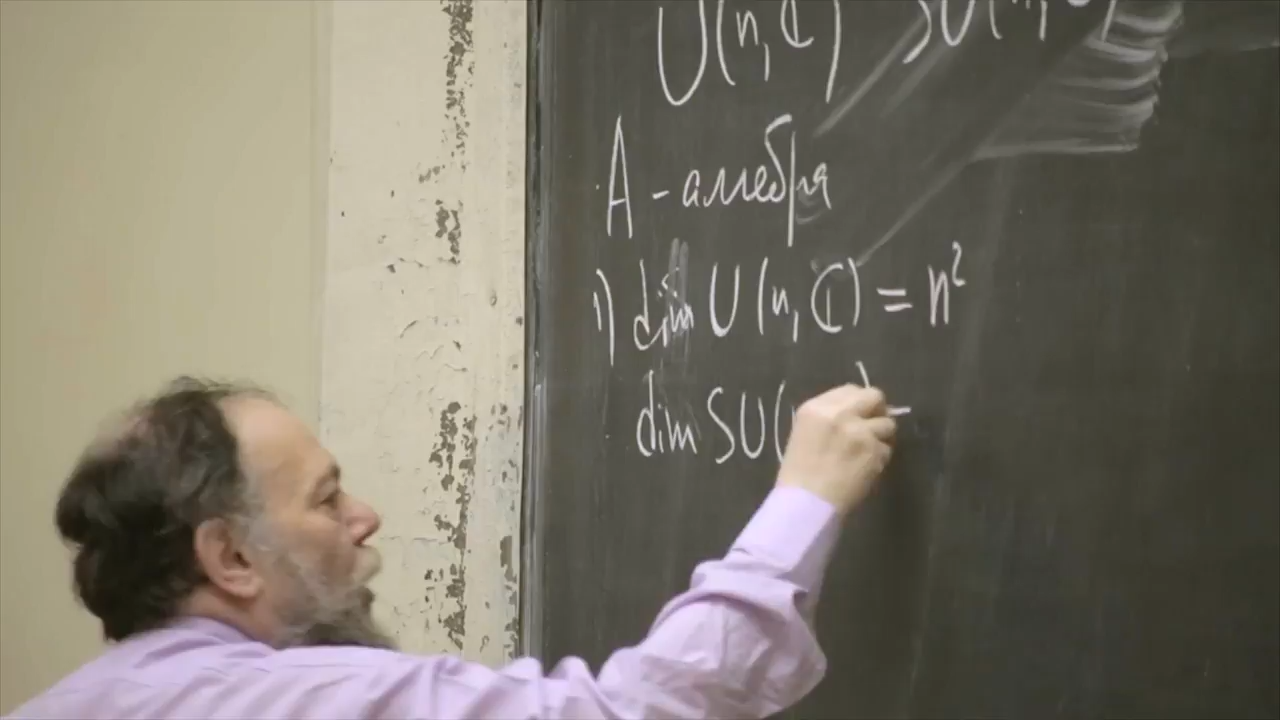 U(n,ℂ) SU(n,
A - алгебра
1) dim U(n,ℂ) = n²
dim SU(